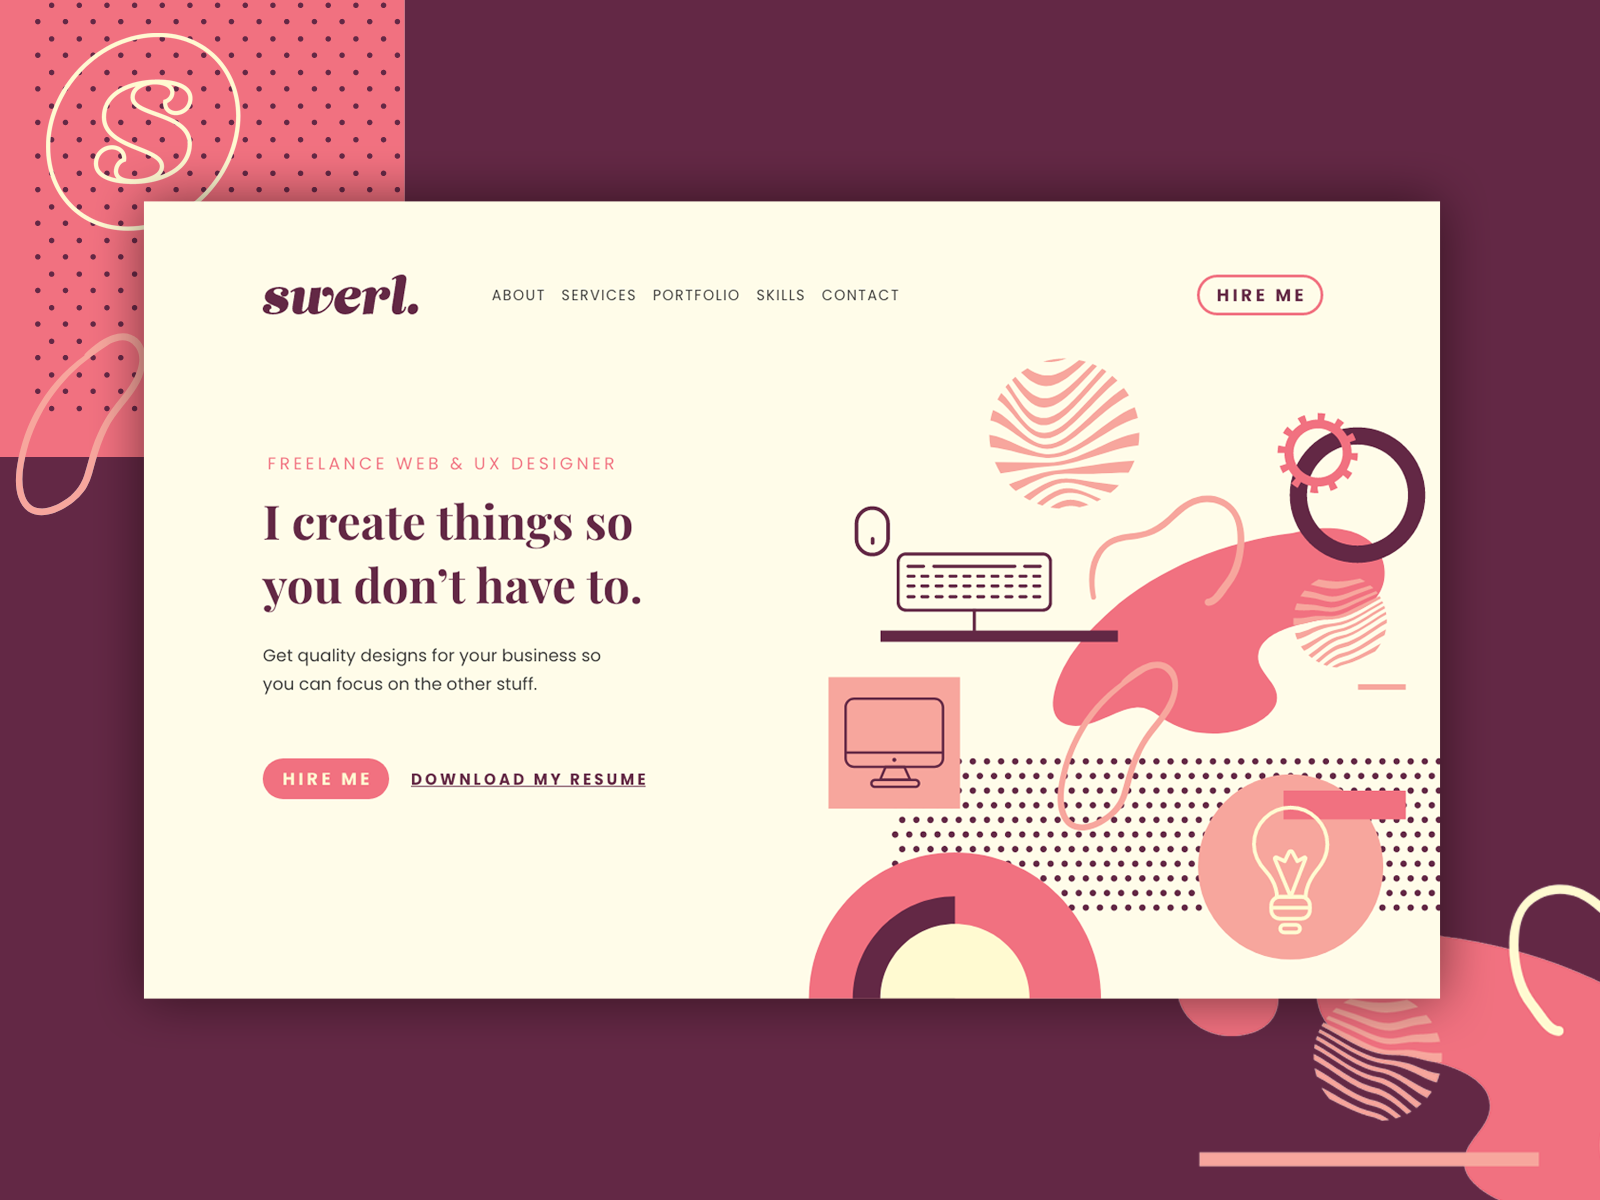 S
swerl.
ABOUT SERVICES PORTFOLIO SKILLS CONTACT
HIRE ME
FREELANCE WEB & UX DESIGNER
I create things so
you don’t have to.
Get quality designs for your business so
you can focus on the other stuff.
HIRE ME DOWNLOAD MY RESUME